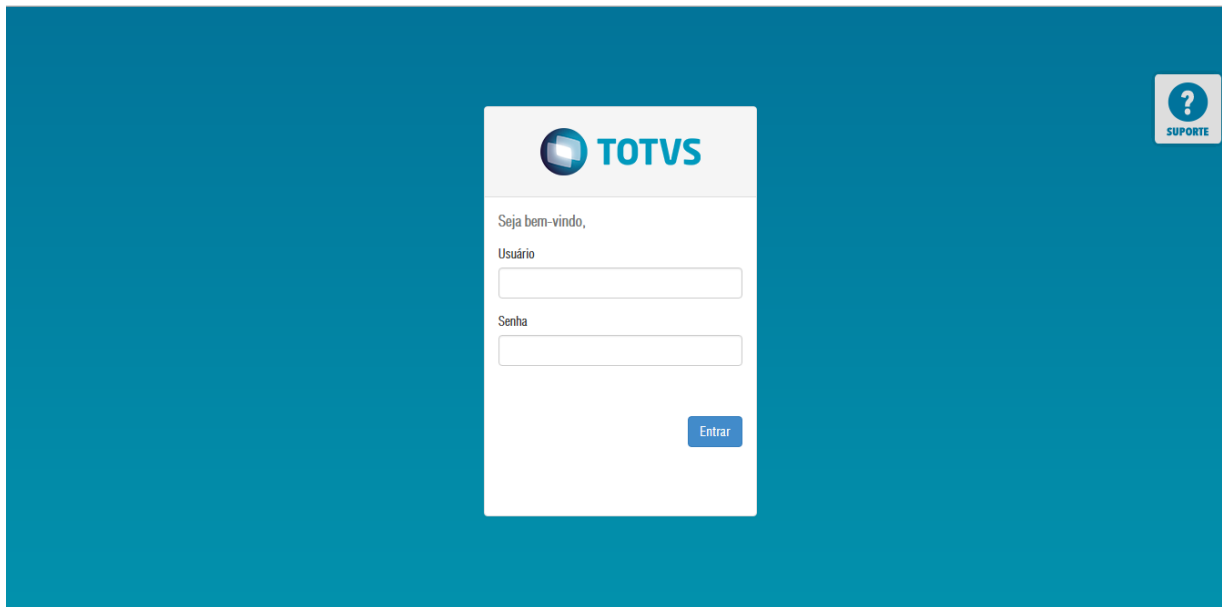 TOTVS
SUPORTE
Seja bem-vindo,
Usuário
Senha
Entrar